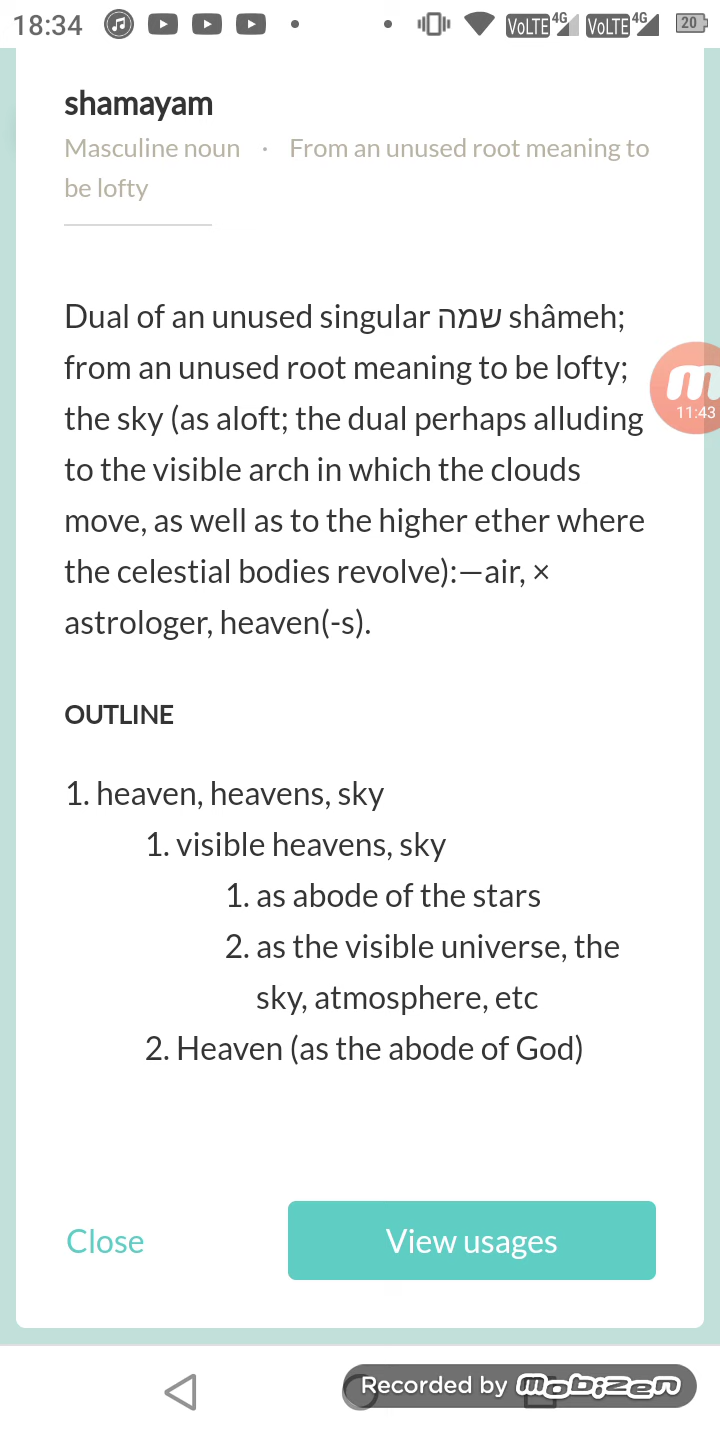 18:34 VoLTE 4G VoLTE 4G 20
shamayam
Masculine noun · From an unused root meaning to
be lofty
Dual of an unused singular שמה shâmeh;
from an unused root meaning to be lofty;
the sky (as aloft; the dual perhaps alluding
11:43
to the visible arch in which the clouds
move, as well as to the higher ether where
the celestial bodies revolve):—air, ×
astrologer, heaven(-s).
OUTLINE
1. heaven, heavens, sky
1. visible heavens, sky
1. as abode of the stars
2. as the visible universe, the
sky, atmosphere, etc
2. Heaven (as the abode of God)
Close View usages
Recorded by mobizen